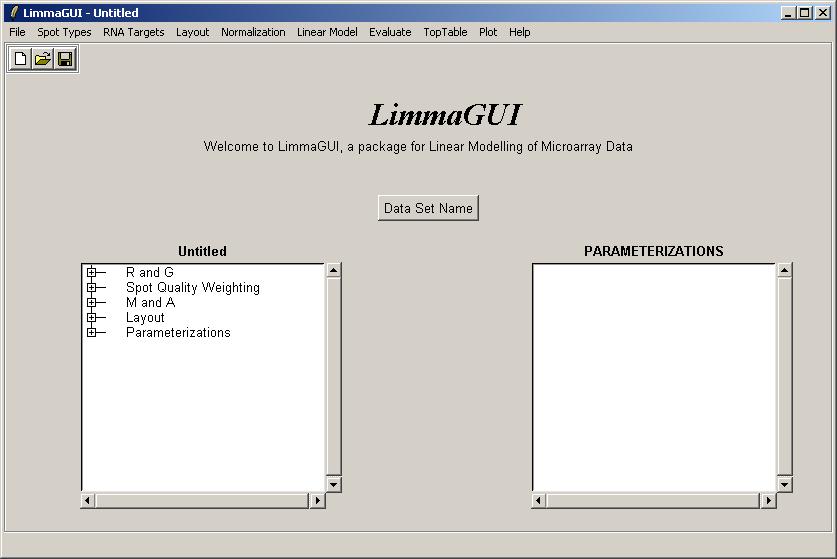 LimmaGUI - Untitled
File Spot Types RNA Targets Layout Normalization Linear Model Evaluate TopTable Plot Help
LimmaGUI
Welcome to LimmaGUI, a package for Linear Modelling of Microarray Data
Data Set Name
Untitled
R and G
Spot Quality Weighting
M and A
Layout
Parameterizations
PARAMETERIZATIONS